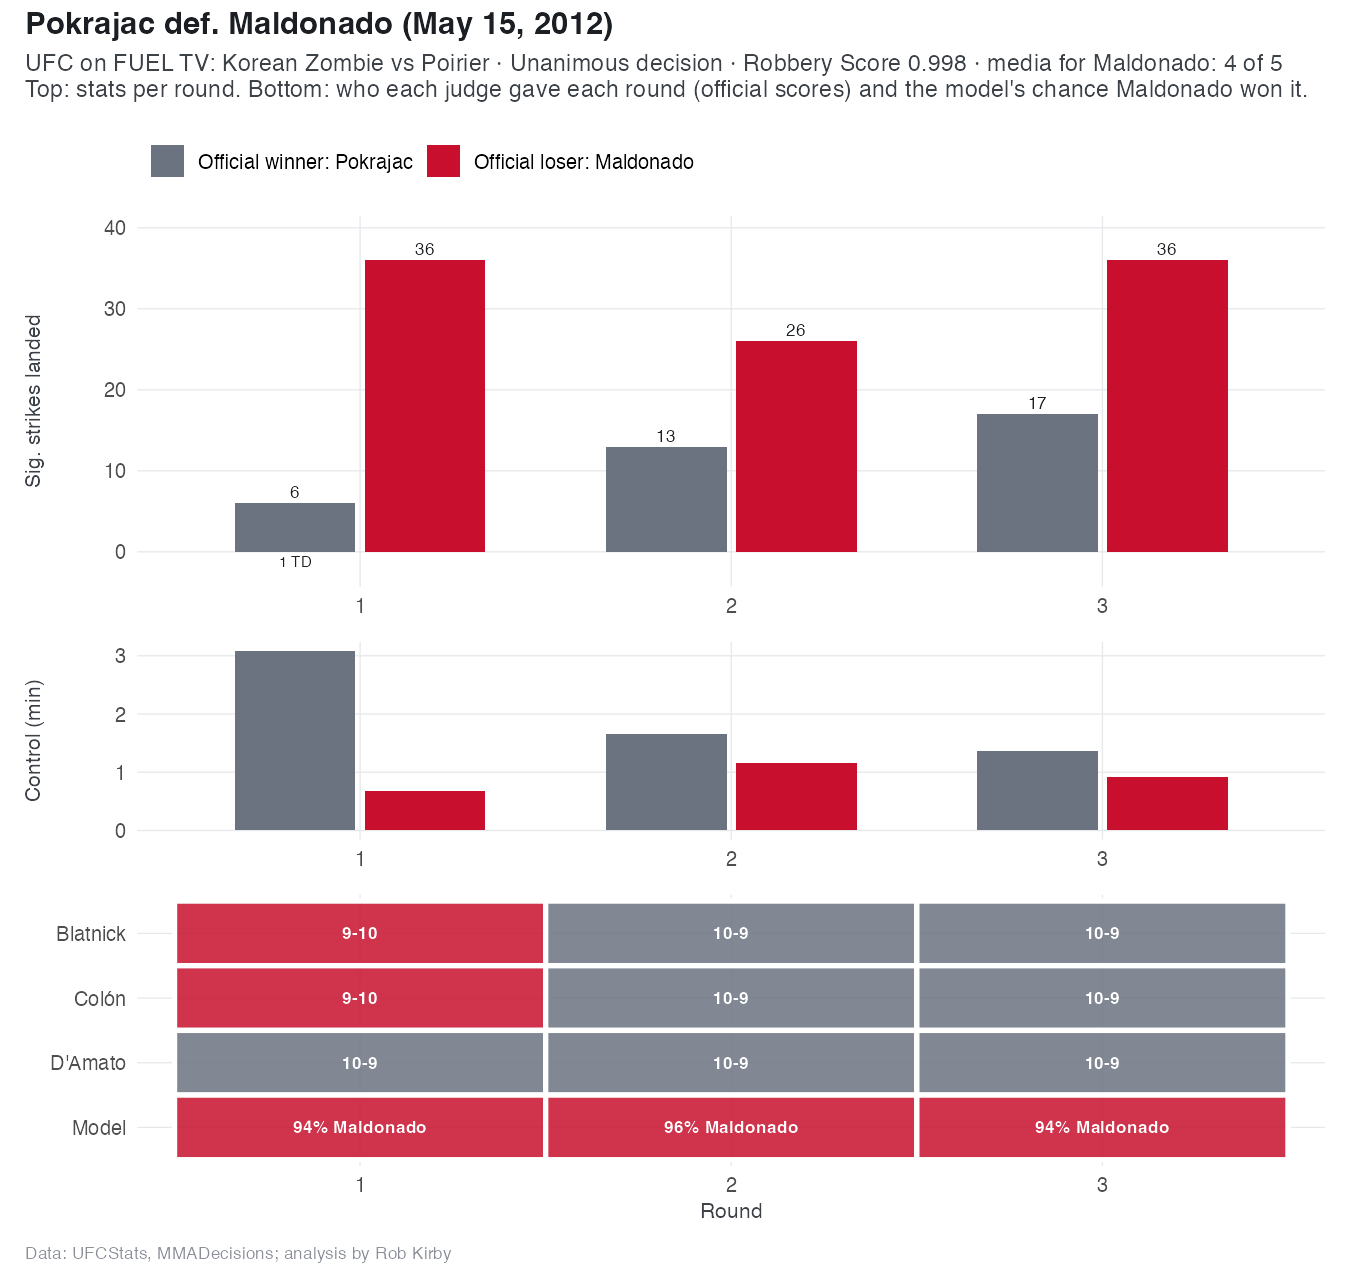 Pokrajac def. Maldonado (May 15, 2012)
UFC on FUEL TV: Korean Zombie vs Poirier · Unanimous decision · Robbery Score 0.998 · media for Maldonado: 4 of 5
Top: stats per round. Bottom: who each judge gave each round (official scores) and the model's chance Maldonado won it.
Official winner: Pokrajac
Official loser: Maldonado
Sig. strikes landed
40
30
20
10
0
6
36
13
26
17
36
1 TD
1
2
3
Control (min)
3
2
1
0
1
2
3
Blatnick
9-10
10-9
10-9
Colón
9-10
10-9
10-9
D'Amato
10-9
10-9
10-9
Model
94% Maldonado
96% Maldonado
94% Maldonado
1
2
3
Round
Data: UFCStats, MMADecisions; analysis by Rob Kirby